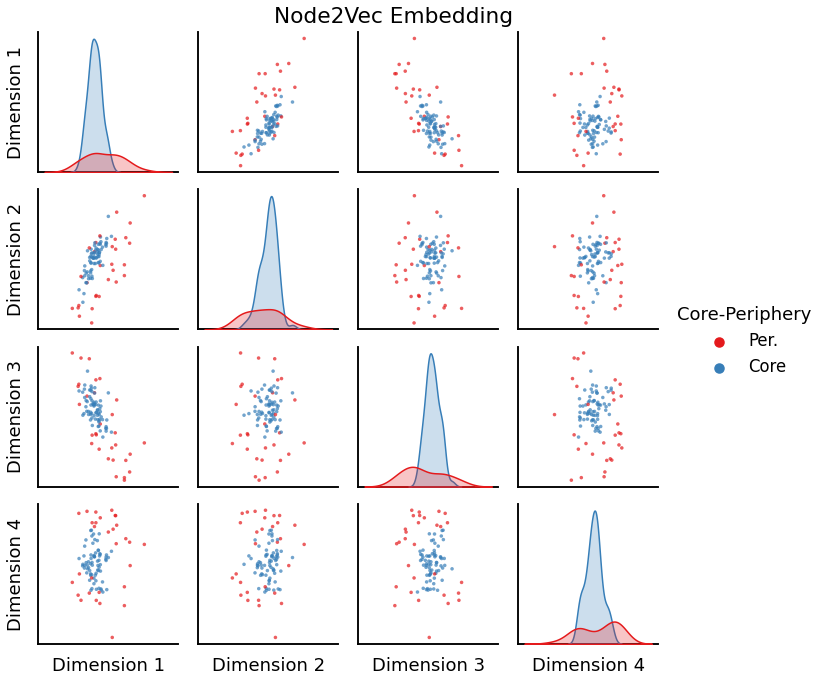 Node2Vec Embedding
Dimension 1
Dimension 2
Dimension 3
Dimension 4
Core-Periphery
Per.
Core
Dimension 1
Dimension 2
Dimension 3
Dimension 4